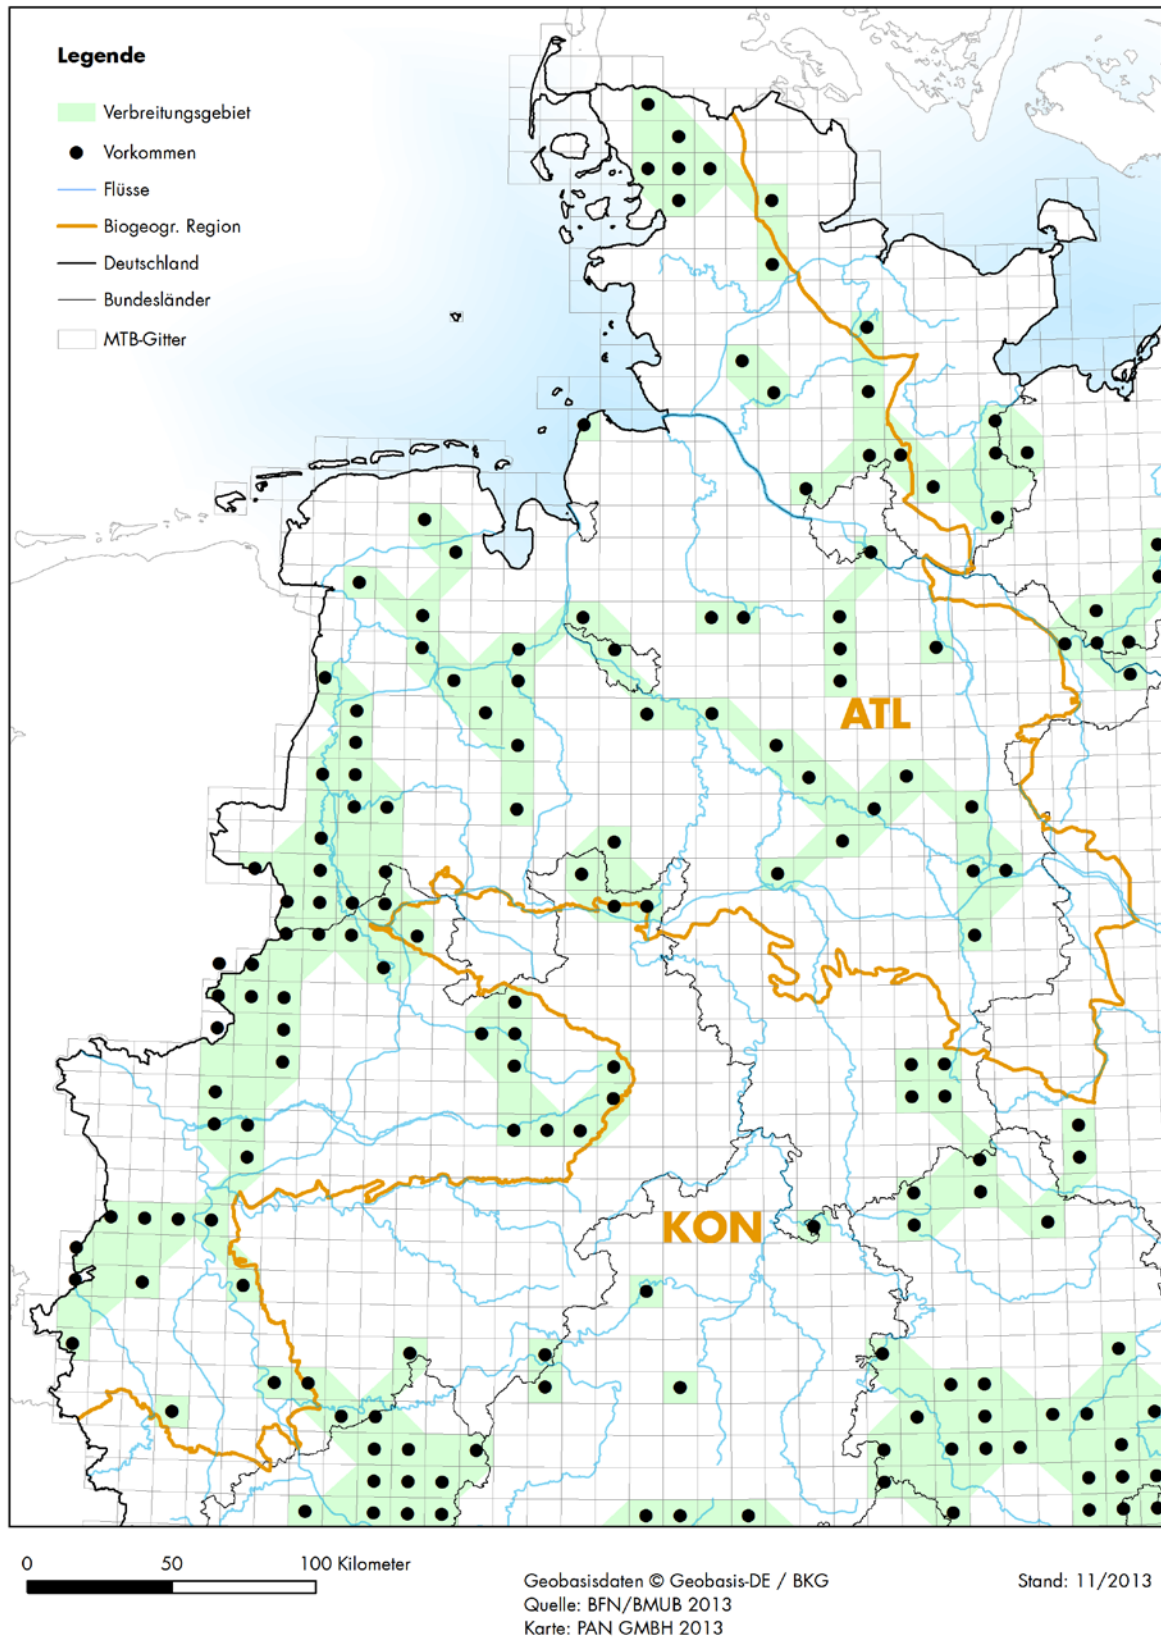 Legende
Verbreitungsgebiet
Vorkommen
Flüsse
Biogeogr. Region
Deutschland
Bundesländer
MTB-Gitter
ATL
KON
0 50 100 Kilometer
Geobasisdaten © Geobasis-DE / BKG
Quelle: BFN/BMUB 2013
Karte: PAN GMBH 2013
Stand: 11/2013